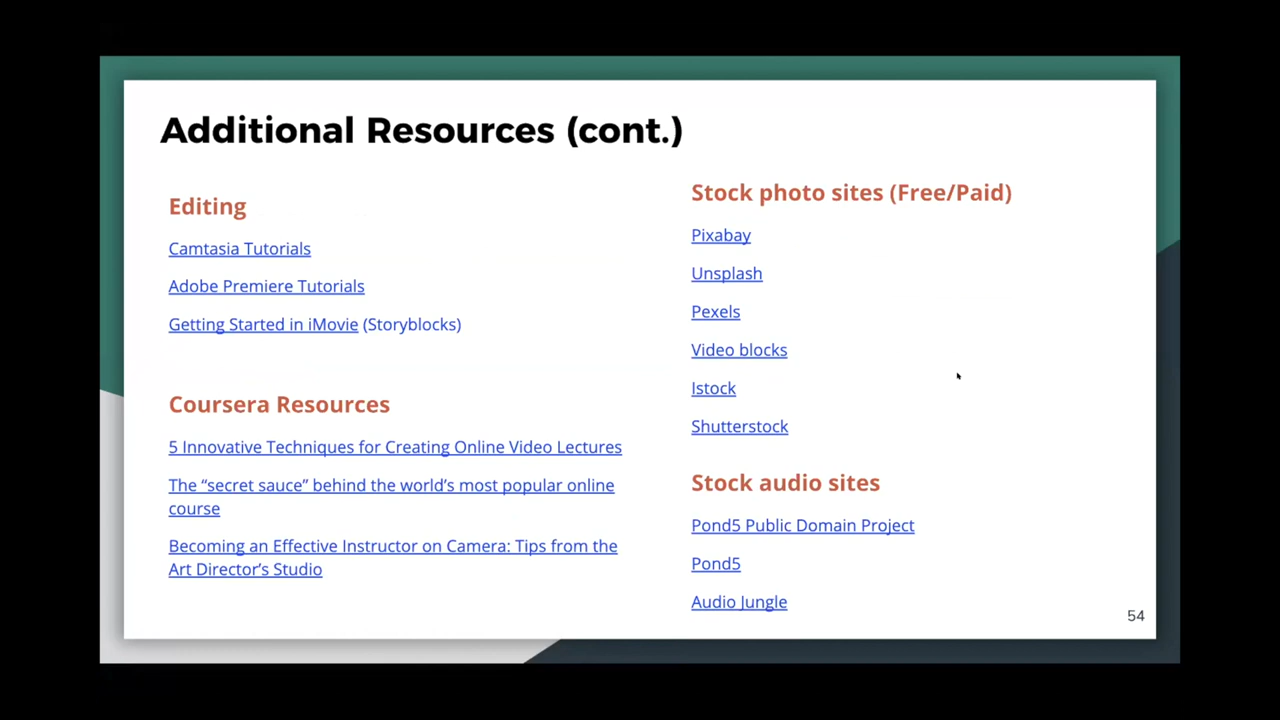 Additional Resources (cont.)
Editing
Camtasia Tutorials
Adobe Premiere Tutorials
Getting Started in iMovie (Storyblocks)
Coursera Resources
5 Innovative Techniques for Creating Online Video Lectures
The “secret sauce” behind the world’s most popular online
course
Becoming an Effective Instructor on Camera: Tips from the
Art Director’s Studio
Stock photo sites (Free/Paid)
Pixabay
Unsplash
Pexels
Video blocks
Istock
Shutterstock
Stock audio sites
Pond5 Public Domain Project
Pond5
Audio Jungle
54